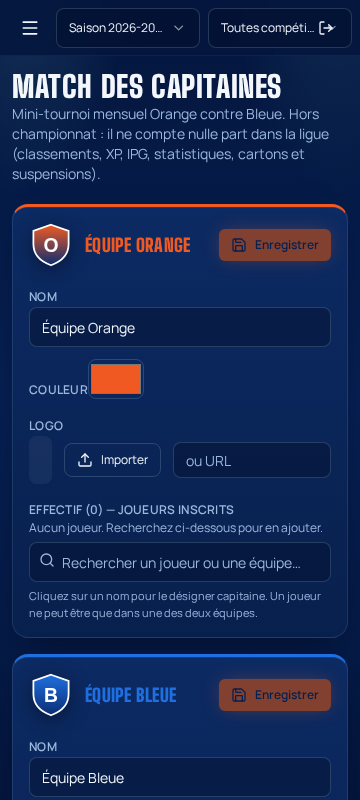 Saison 2026-20...
Toutes compéti...
MATCH DES CAPITAINES
Mini-tournoi mensuel Orange contre Bleue. Hors
championnat : il ne compte nulle part dans la ligue
(classements, XP, IPG, statistiques, cartons et
suspensions).
O
ÉQUIPE ORANGE
Enregistrer
NOM
Équipe Orange
COULEUR
LOGO
Importer
ou URL
EFFECTIF (0) — JOUEURS INSCRITS
Aucun joueur. Recherchez ci-dessous pour en ajouter.
Rechercher un joueur ou une équipe...
Cliquez sur un nom pour le désigner capitaine. Un joueur
ne peut être que dans une des deux équipes.
B
ÉQUIPE BLEUE
Enregistrer
NOM
Équipe Bleue